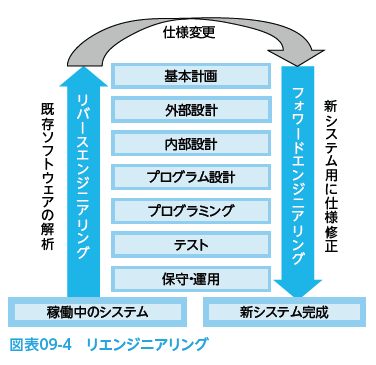 仕様変更
基本計画
外部設計
内部設計
プログラム設計
プログラミング
テスト
保守・運用
既存ソフトウェアの解析
リバースエンジニアリング
フォワードエンジニアリング
新システム用に仕様修正
稼働中のシステム
新システム完成
図表09-4 リエンジニアリング